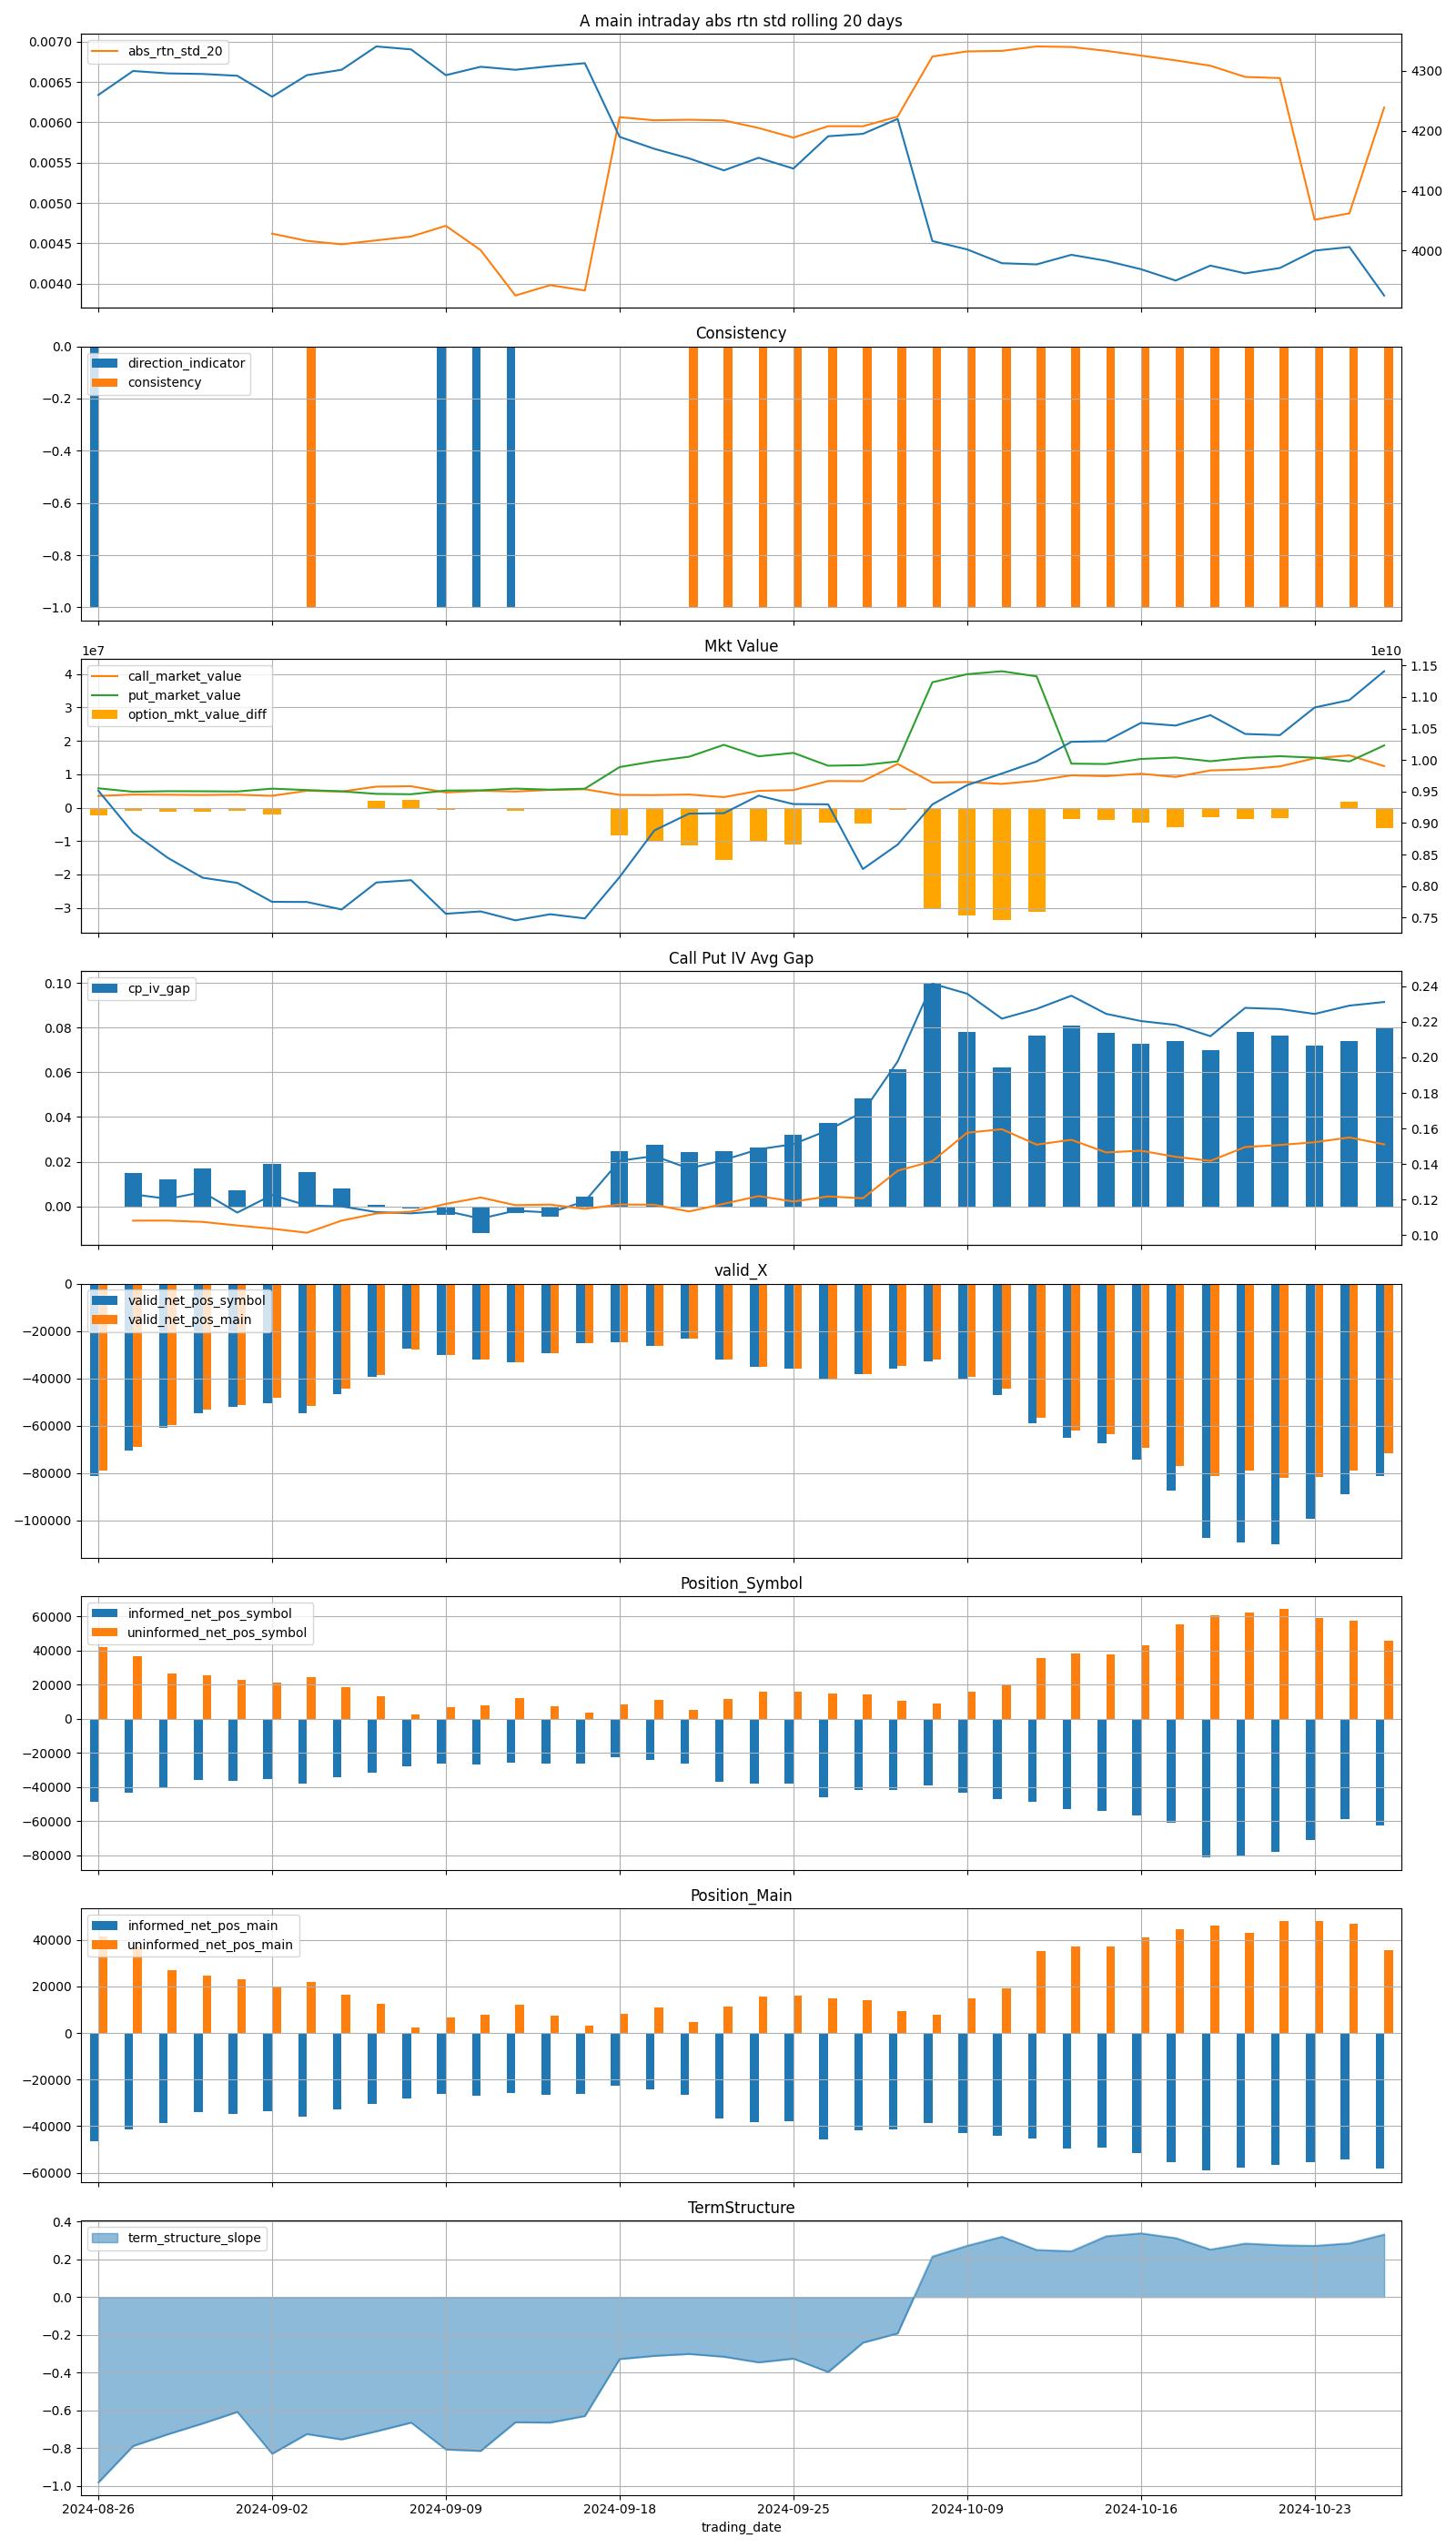 A main intraday abs rtn std rolling 20 days
abs_rtn_std_20
0.0070
0.0065
0.0060
0.0055
0.0050
0.0045
0.0040
4300
4200
4100
4000
Consistency
direction_indicator
consistency
0.0
−0.2
−0.4
−0.6
−0.8
−1.0
Mkt Value
1e7
1e10
call_market_value
put_market_value
option_mkt_value_diff
4
3
2
1
0
−1
−2
−3
1.15
1.10
1.05
1.00
0.95
0.90
0.85
0.80
0.75
Call Put IV Avg Gap
cp_iv_gap
0.10
0.08
0.06
0.04
0.02
0.00
0.24
0.22
0.20
0.18
0.16
0.14
0.12
0.10
valid_X
valid_net_pos_symbol
valid_net_pos_main
0
−20000
−40000
−60000
−80000
−100000
Position_Symbol
informed_net_pos_symbol
uninformed_net_pos_symbol
60000
40000
20000
0
−20000
−40000
−60000
−80000
Position_Main
informed_net_pos_main
uninformed_net_pos_main
40000
20000
0
−20000
−40000
−60000
TermStructure
term_structure_slope
0.4
0.2
0.0
−0.2
−0.4
−0.6
−0.8
−1.0
2024-08-26 2024-09-02 2024-09-09 2024-09-18 2024-09-25 2024-10-09 2024-10-16 2024-10-23
trading_date